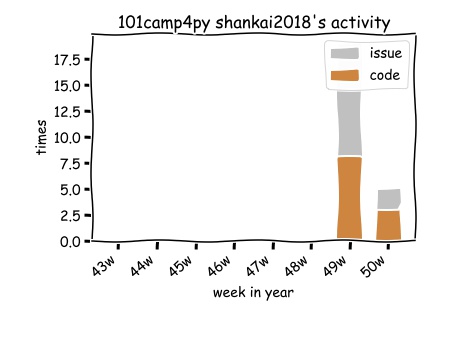 101camp4py shankai2018's activity
issue
code
17.5
15.0
12.5
10.0
7.5
5.0
2.5
0.0
times
43w 44w 45w 46w 47w 48w 49w 50w
week in year